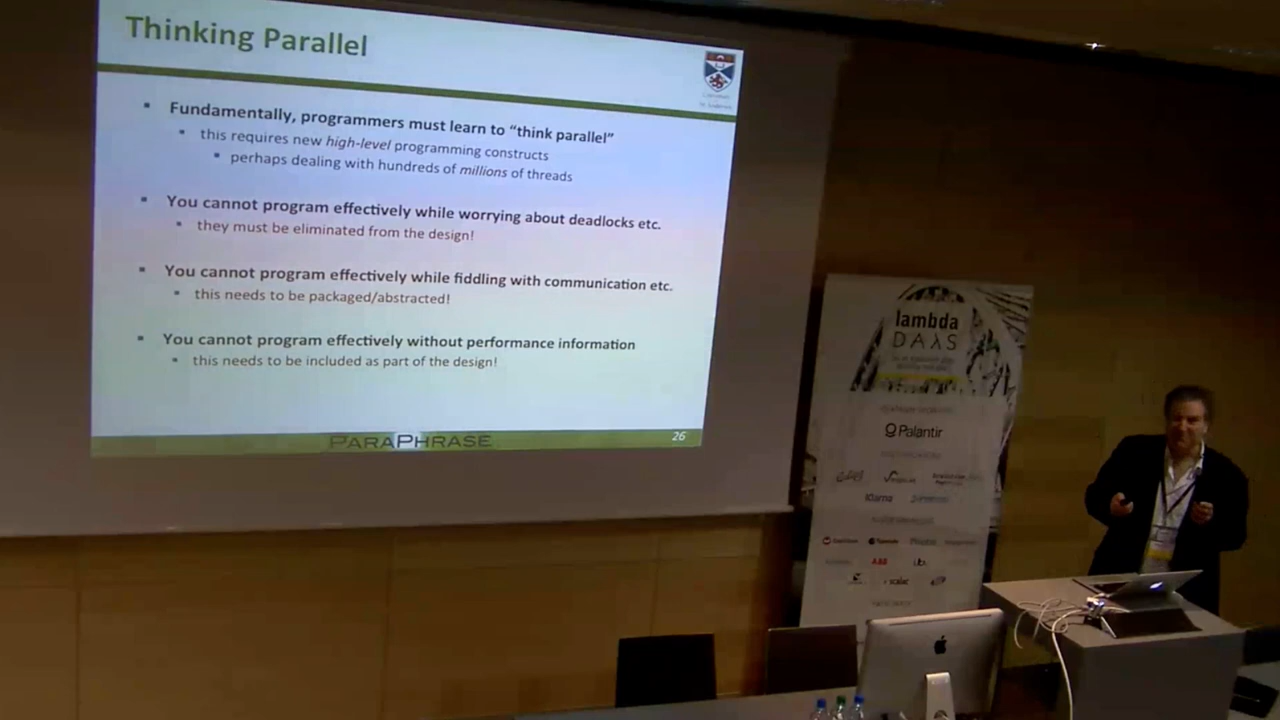 Thinking Parallel
Fundamentally, programmers must learn to “think parallel”
this requires new high-level programming constructs
perhaps dealing with hundreds of millions of threads
You cannot program effectively while worrying about deadlocks etc.
they must be eliminated from the design!
You cannot program effectively while fiddling with communication etc.
this needs to be packaged/abstracted!
You cannot program effectively without performance information
this needs to be included as part of the design!
PARAPHRASE
26
lambda
DAλS
Palantir
Klarna
ABB
scalac